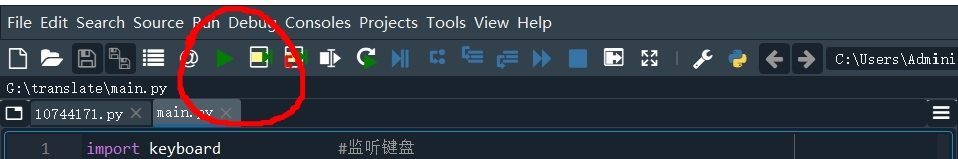 File Edit Search Source Run Debug Consoles Projects Tools View Help
@ C:\Users\Admini
G:\translate\main.py
10744171.py main.py
1 import keyboard #监听键盘